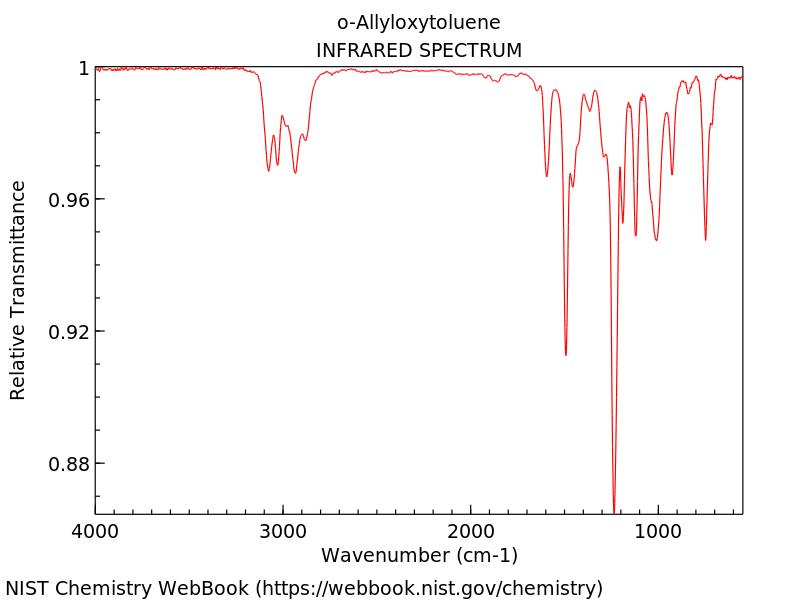 o-Allyloxytoluene
INFRARED SPECTRUM
1
0.96
0.92
0.88
Relative Transmittance
4000 3000 2000 1000
Wavenumber (cm-1)
NIST Chemistry WebBook (https://webbook.nist.gov/chemistry)